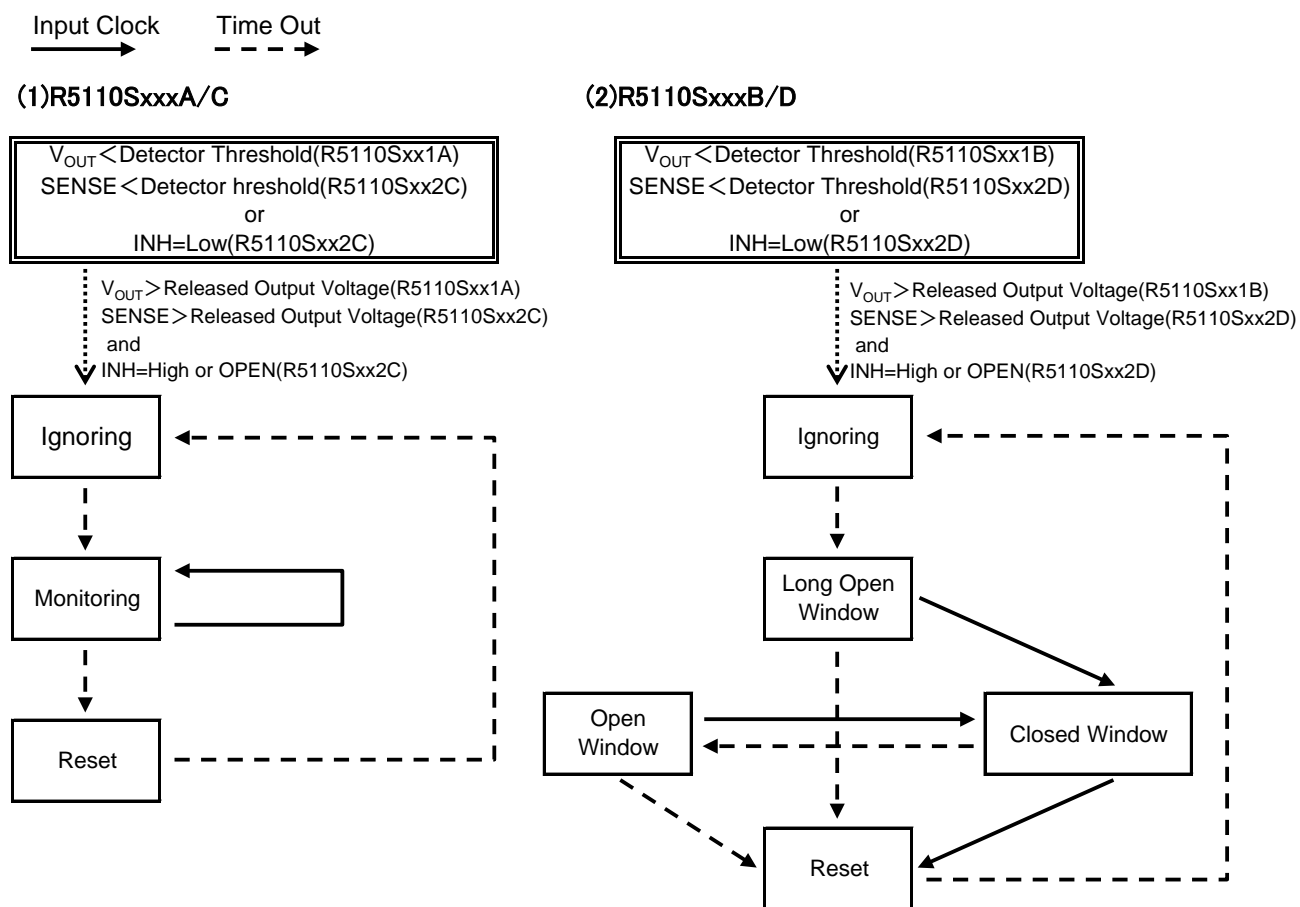 Input Clock
Time Out
(1)R5110SxxxA/C
(2)R5110SxxxB/D
VOUT＜Detector Threshold(R5110Sxx1A)
SENSE＜Detector hreshold(R5110Sxx2C)
or
INH=Low(R5110Sxx2C)
VOUT＜Detector Threshold(R5110Sxx1B)
SENSE＜Detector Threshold(R5110Sxx2D)
or
INH=Low(R5110Sxx2D)
VOUT＞Released Output Voltage(R5110Sxx1A)
SENSE＞Released Output Voltage(R5110Sxx2C)
and
INH=High or OPEN(R5110Sxx2C)
VOUT＞Released Output Voltage(R5110Sxx1B)
SENSE＞Released Output Voltage(R5110Sxx2D)
and
INH=High or OPEN(R5110Sxx2D)
Ignoring
Monitoring
Reset
Ignoring
Long Open
Window
Open
Window
Closed Window
Reset